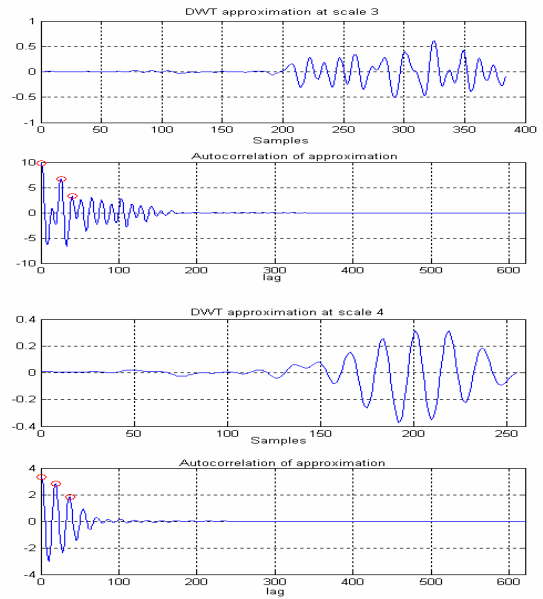 DWT approximation at scale 3
1
0.5
0
-0.5
-1
0 50 100 150 200 250 300 350 400
Samples
Autocorrelation of approximation
10
5
0
-5
-10
0 100 200 300 400 500 600
lag
DWT approximation at scale 4
0.4
0.2
0
-0.2
-0.4
0 50 100 150 200 250
Samples
Autocorrelation of approximation
4
2
0
-2
-4
0 100 200 300 400 500 600
lag